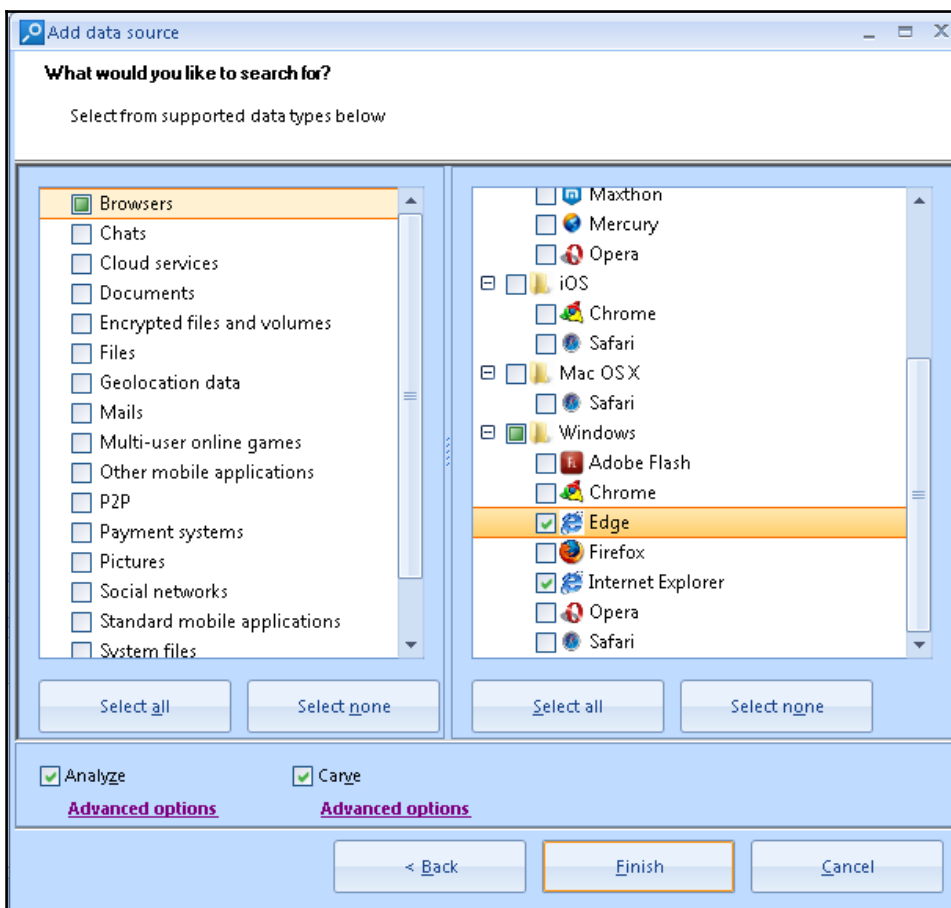 Add data source
What would you like to search for?
Select from supported data types below
Browsers
Chats
Cloud services
Documents
Encrypted files and volumes
Files
Geolocation data
Mails
Multi-user online games
Other mobile applications
P2P
Payment systems
Pictures
Social networks
Standard mobile applications
System files
Select all
Select none
Maxthon
Mercury
Opera
iOS
Chrome
Safari
Mac OS X
Safari
Windows
Adobe Flash
Chrome
Edge
Firefox
Internet Explorer
Opera
Safari
Select all
Select none
Analyze
Carve
Advanced options
Advanced options
< Back
Finish
Cancel